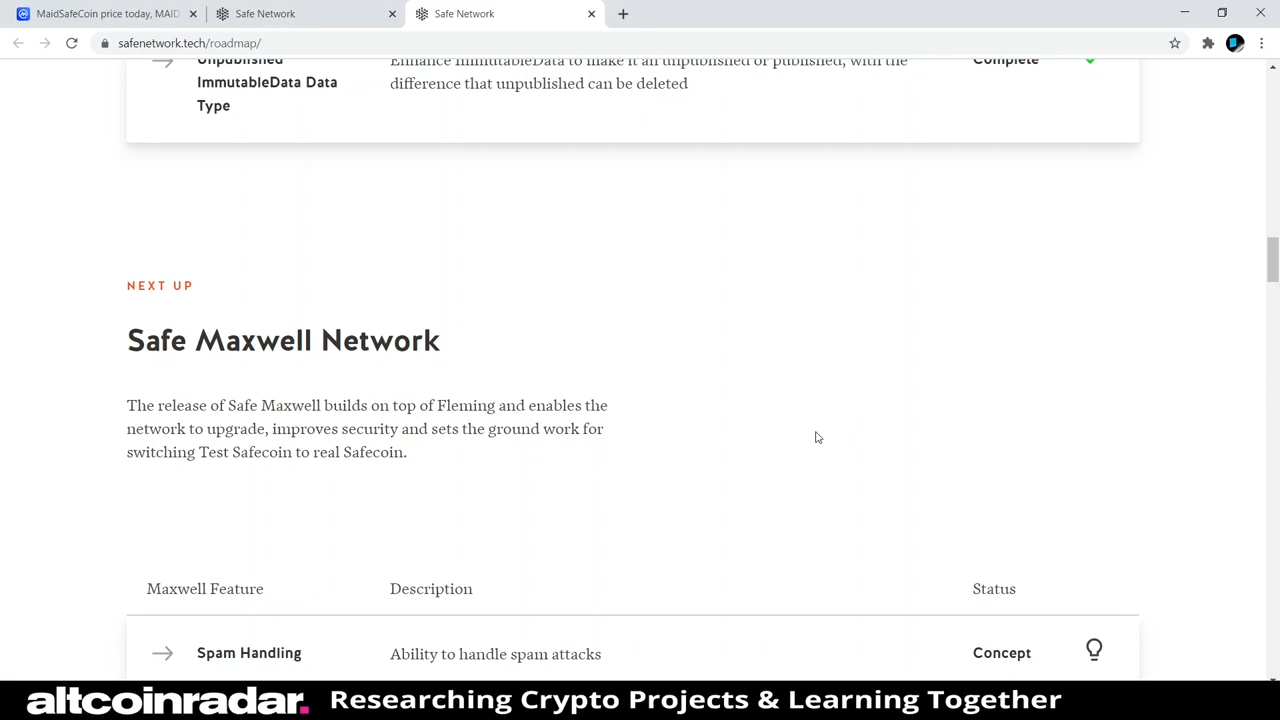 MaidSafeCoin price today, MAID
Safe Network
Safe Network
safenetwork.tech/roadmap/
Unpublished
ImmutableData Data
Type
Enhance ImmutableData to make it an unpublished or published, with the
difference that unpublished can be deleted
Complete
NEXT UP
Safe Maxwell Network
The release of Safe Maxwell builds on top of Fleming and enables the
network to upgrade, improves security and sets the ground work for
switching Test Safecoin to real Safecoin.
Maxwell Feature
Description
Status
Spam Handling
Ability to handle spam attacks
Concept
altcoinradar.
Researching Crypto Projects & Learning Together